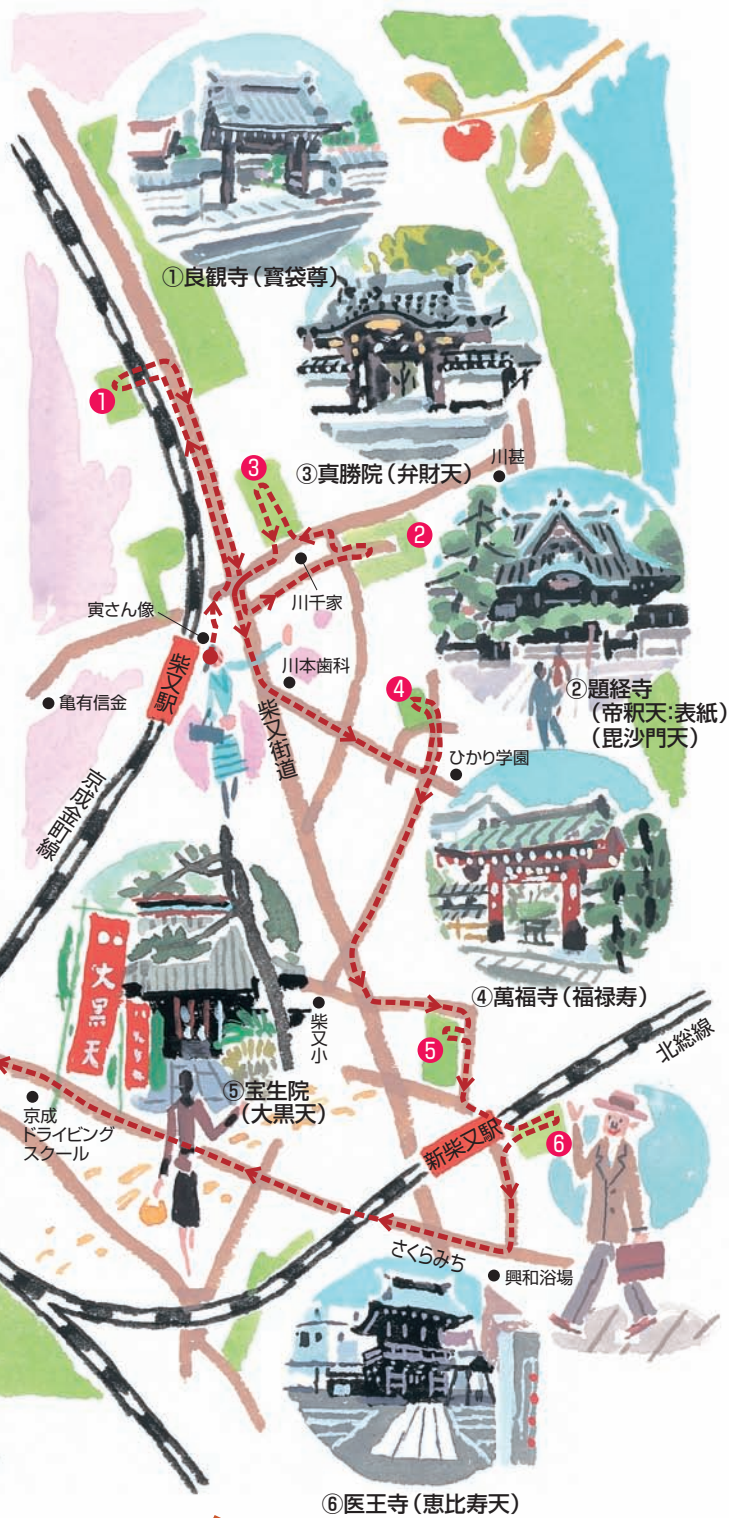 ①良観寺（寳袋尊）
③真勝院（弁財天）
川甚
❶
❸
❷
川千家
寅さん像
柴又駅
亀有信金
川本歯科
柴又街道
❹
②題経寺
（帝釈天:表紙）
（毘沙門天）
ひかり学園
京成金町線
大黒天
④萬福寺（福禄寿）
柴又小
❺
北総線
⑤宝生院
（大黒天）
京成
ドライビング
スクール
新柴又駅
❻
さくらみち
興和浴場
⑥医王寺（恵比寿天）